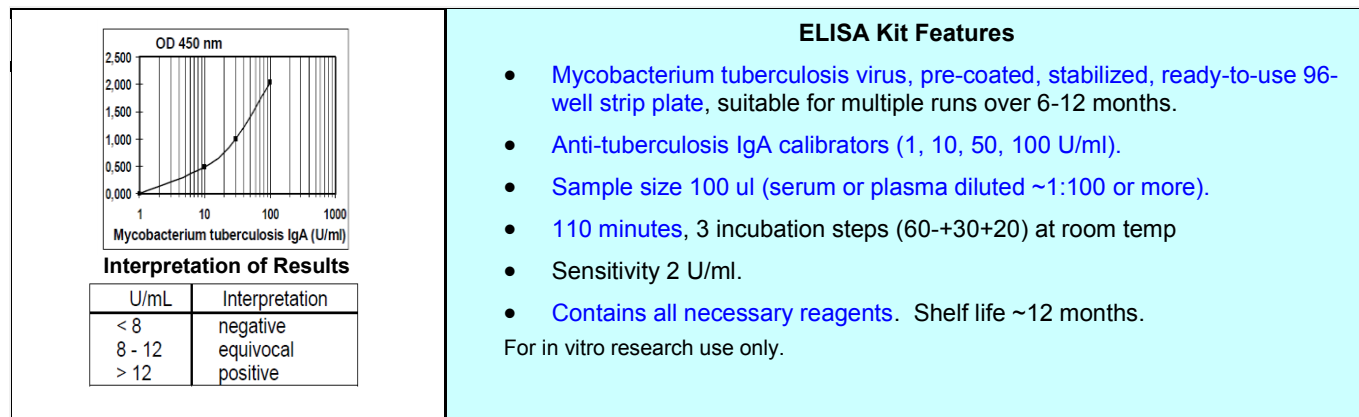 OD 450 nm
2,500
2,000
1,500
1,000
0,500
0,000
1 10 100 1000
Mycobacterium tuberculosis IgA (U/ml)
Interpretation of Results
U/mL Interpretation
< 8 negative
8 - 12 equivocal
> 12 positive
ELISA Kit Features
• Mycobacterium tuberculosis virus, pre-coated, stabilized, ready-to-use 96-
well strip plate, suitable for multiple runs over 6-12 months.
• Anti-tuberculosis IgA calibrators (1, 10, 50, 100 U/ml).
• Sample size 100 ul (serum or plasma diluted ~1:100 or more).
• 110 minutes, 3 incubation steps (60-+30+20) at room temp
• Sensitivity 2 U/ml.
• Contains all necessary reagents. Shelf life ~12 months.
For in vitro research use only.